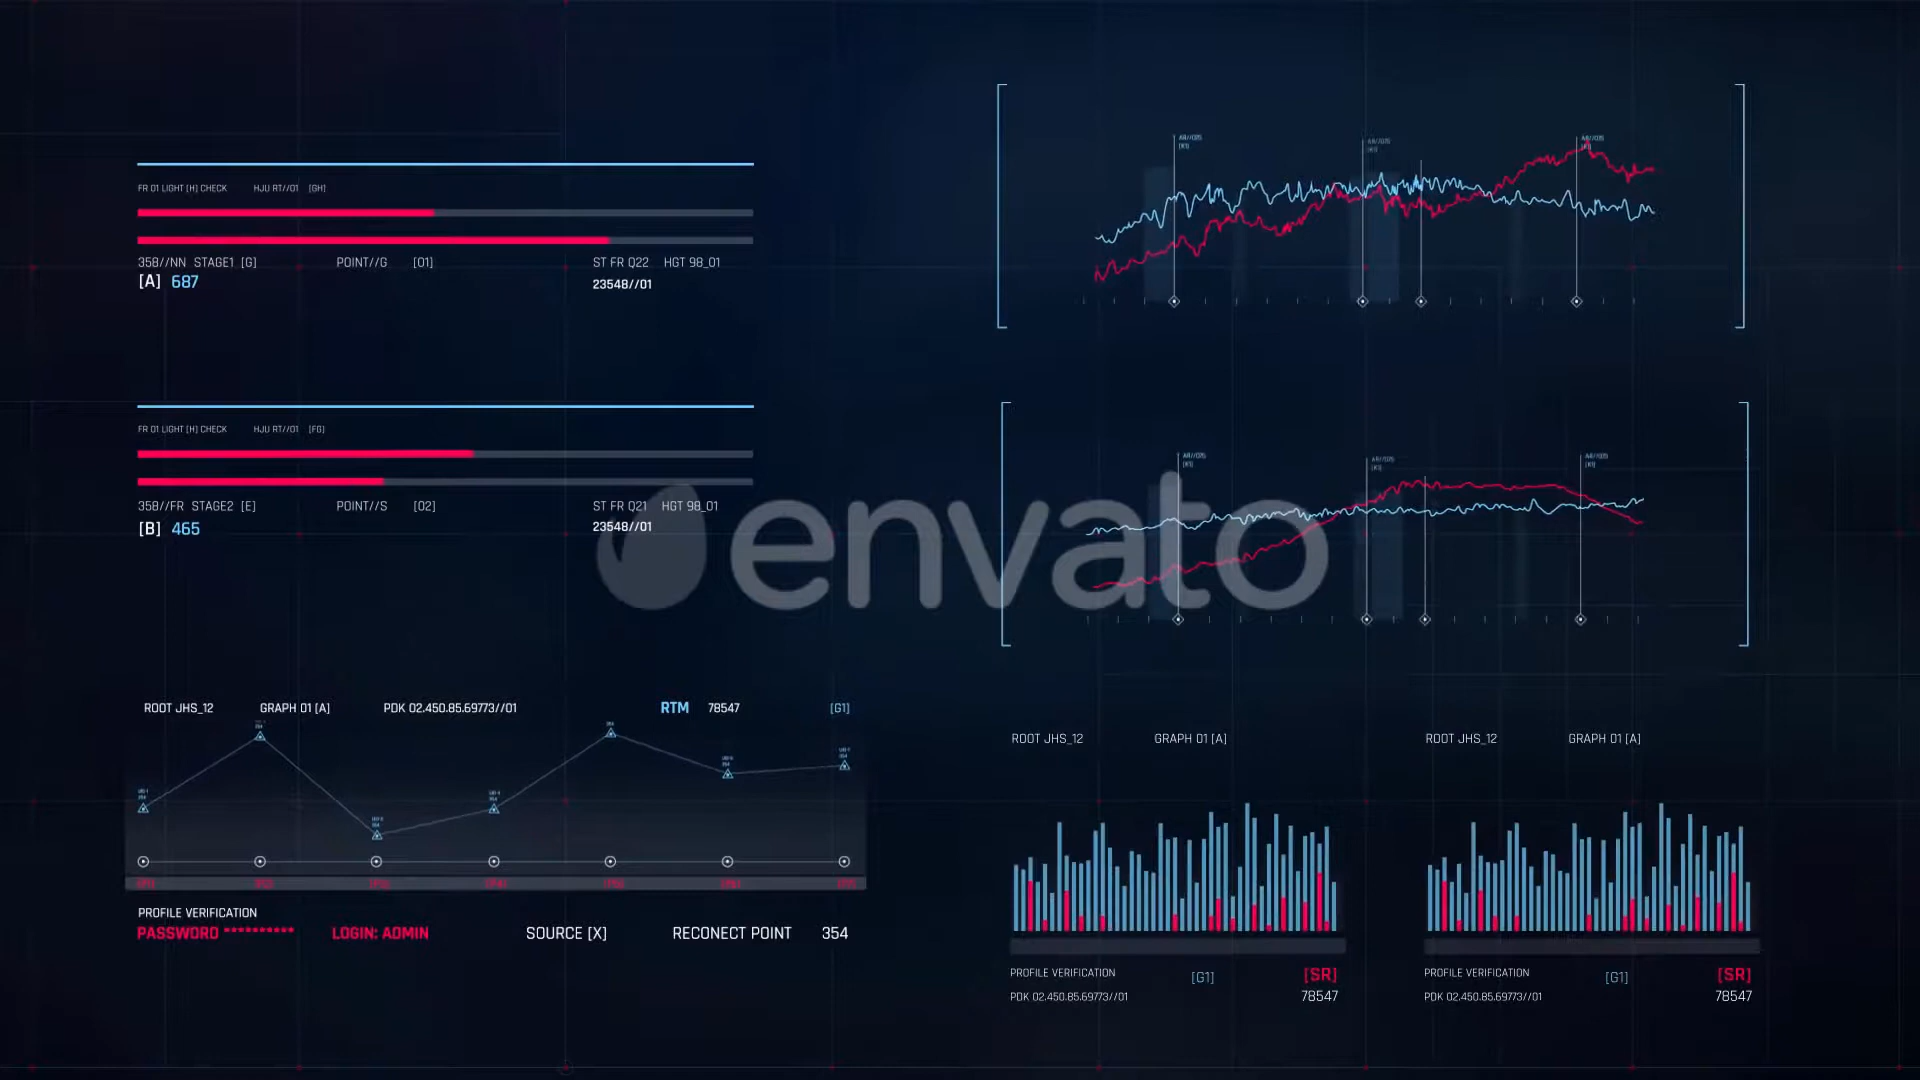 FR 01 LIGHT [H] CHECK HJU RT//01 [GH]
358//NN STAGE1 [G] POINT//G [01] ST FR Q22 HGT 98_01
[A] 687 23548//01
FR 01 LIGHT [H] CHECK HJU RT//01 [FG]
358//FR STAGE2 [E] POINT//S [02] ST FR Q21 HGT 98_01
[B] 465 23548//01
envato
ROOT JHS_12 GRAPH 01 [A] PDK 02.450.85.69773//01 RTM 78547 [G1]
PROFILE VERIFICATION
PASSWORD ********** LOGIN: ADMIN SOURCE [X] RECONECT POINT 354
ROOT JHS_12 GRAPH 01 [A]
PROFILE VERIFICATION [G1] [SR]
PDK 02.450.85.69773//01 78547
ROOT JHS_12 GRAPH 01 [A]
PROFILE VERIFICATION [G1] [SR]
PDK 02.450.85.69773//01 78547